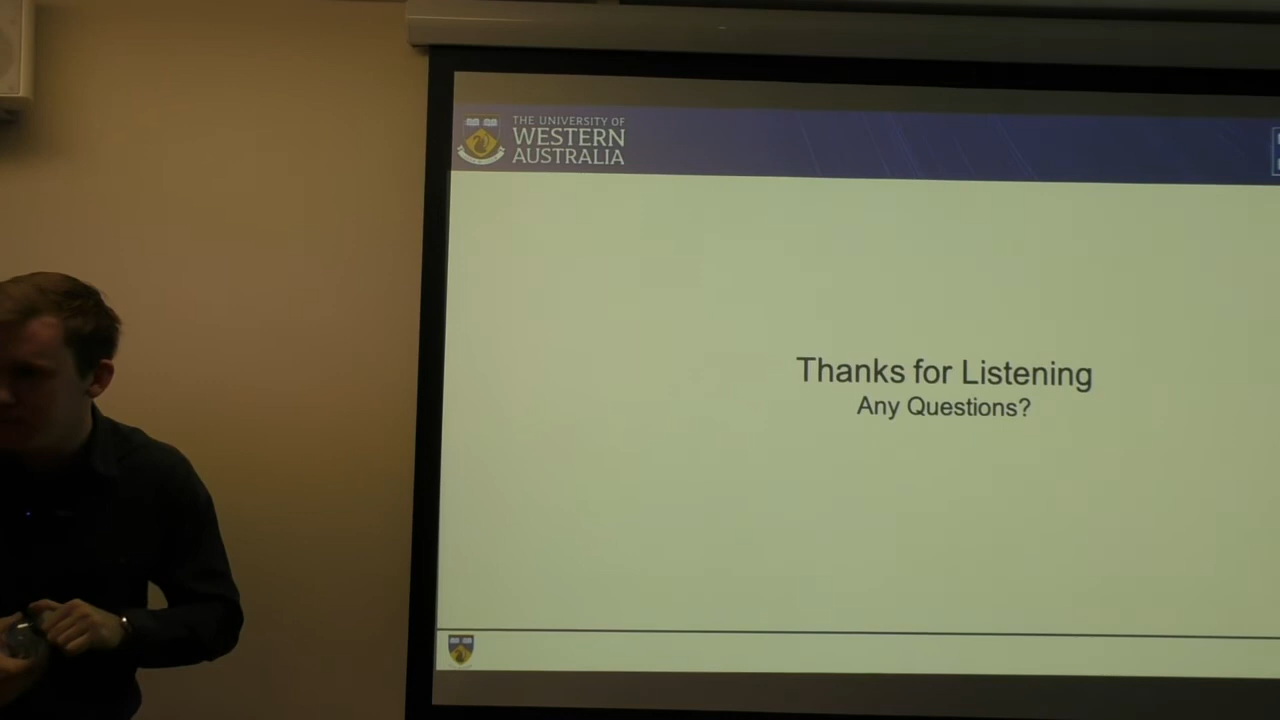 THE UNIVERSITY OF
WESTERN
AUSTRALIA
Thanks for Listening
Any Questions?